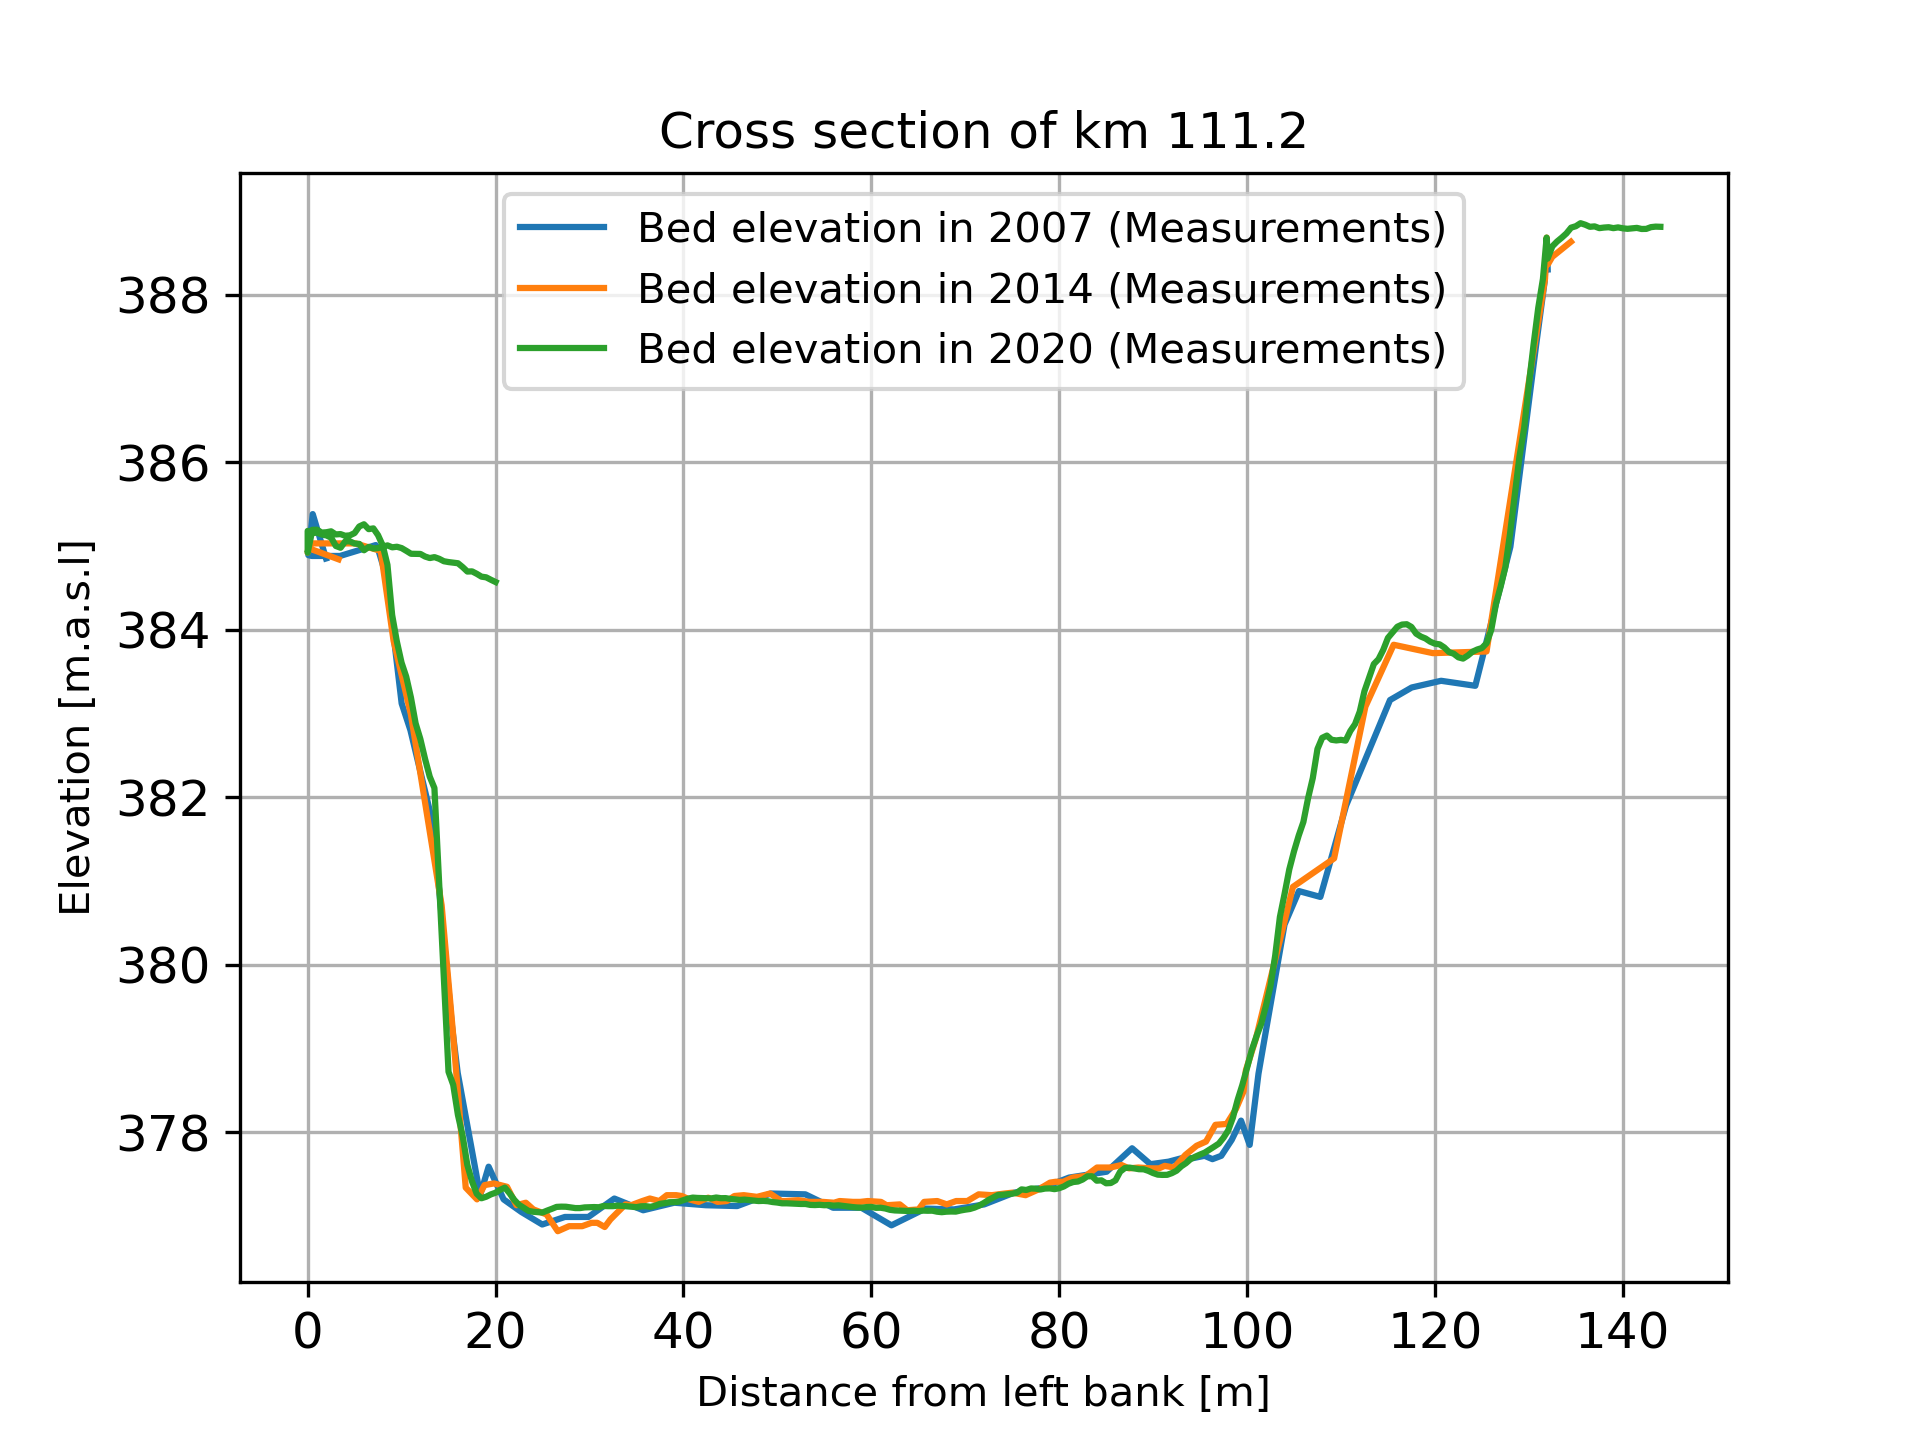 Cross section of km 111.2
Bed elevation in 2007 (Measurements)
Bed elevation in 2014 (Measurements)
Bed elevation in 2020 (Measurements)
Elevation [m.a.s.l]
388
386
384
382
380
378
0 20 40 60 80 100 120 140
Distance from left bank [m]